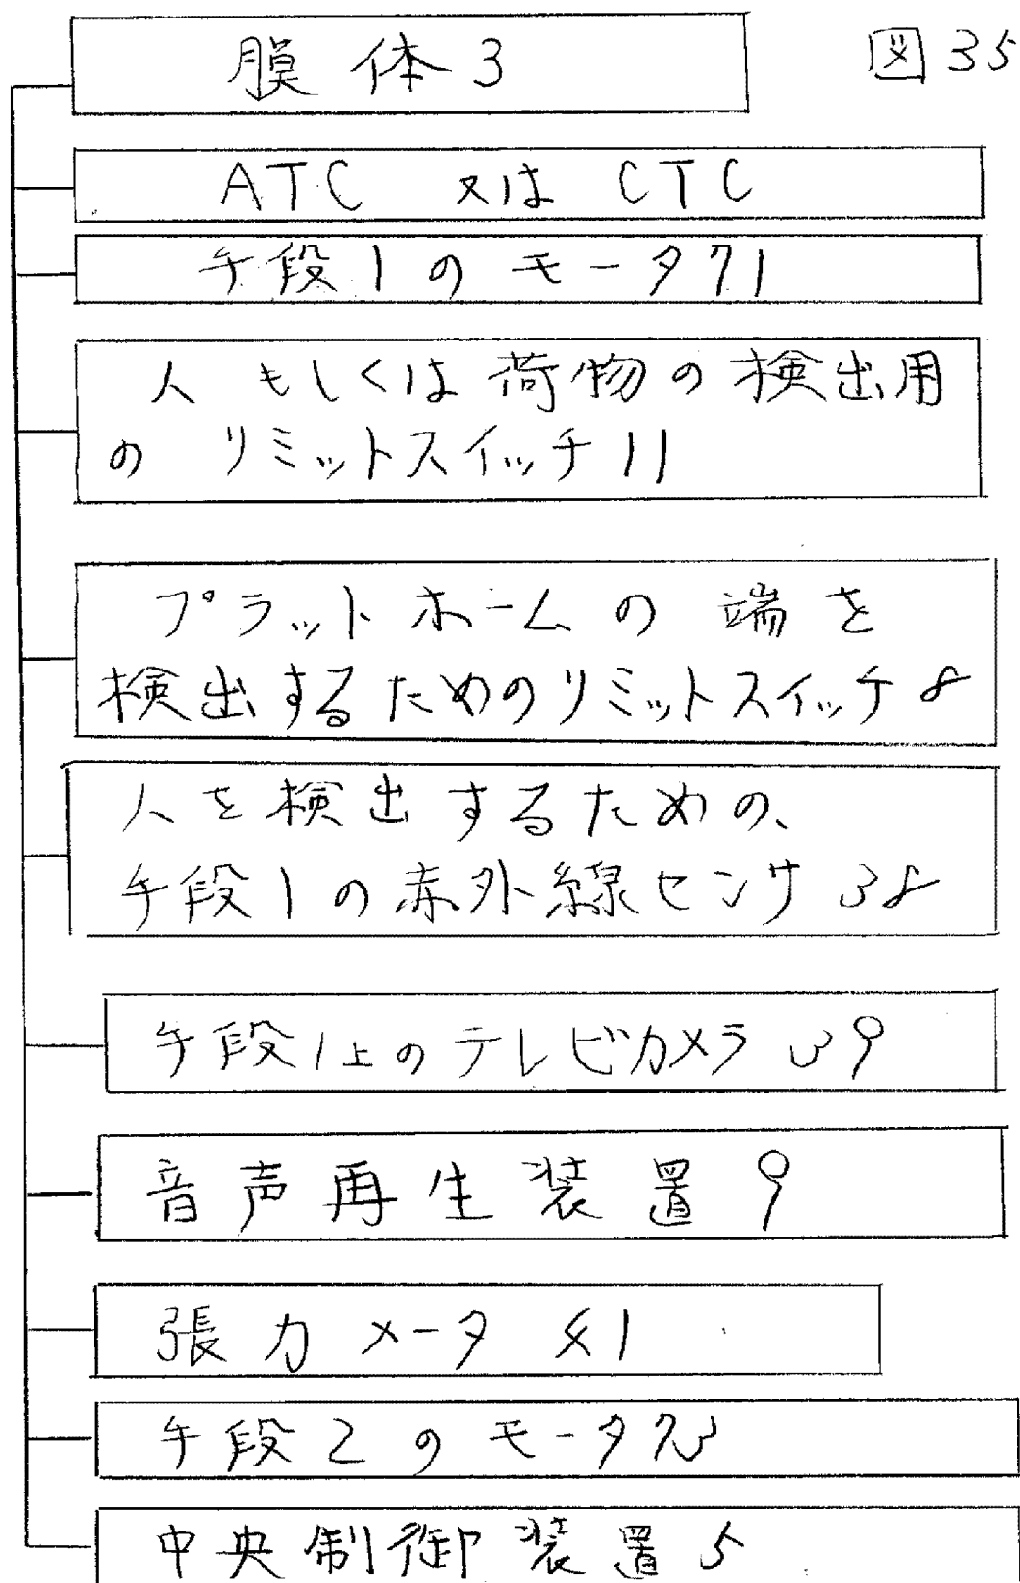 図35
膜体3
ATC 又は CTC
手段1のモータ71
人もしくは荷物の検出用
のリミットスイッチ11
プラットホームの端を
検出するためのリミットスイッチ8
人を検出するための、
手段1の赤外線センサ38
手段1上のテレビカメラ39
音声再生装置9
張力メータ41
手段2のモータ73
中央制御装置5